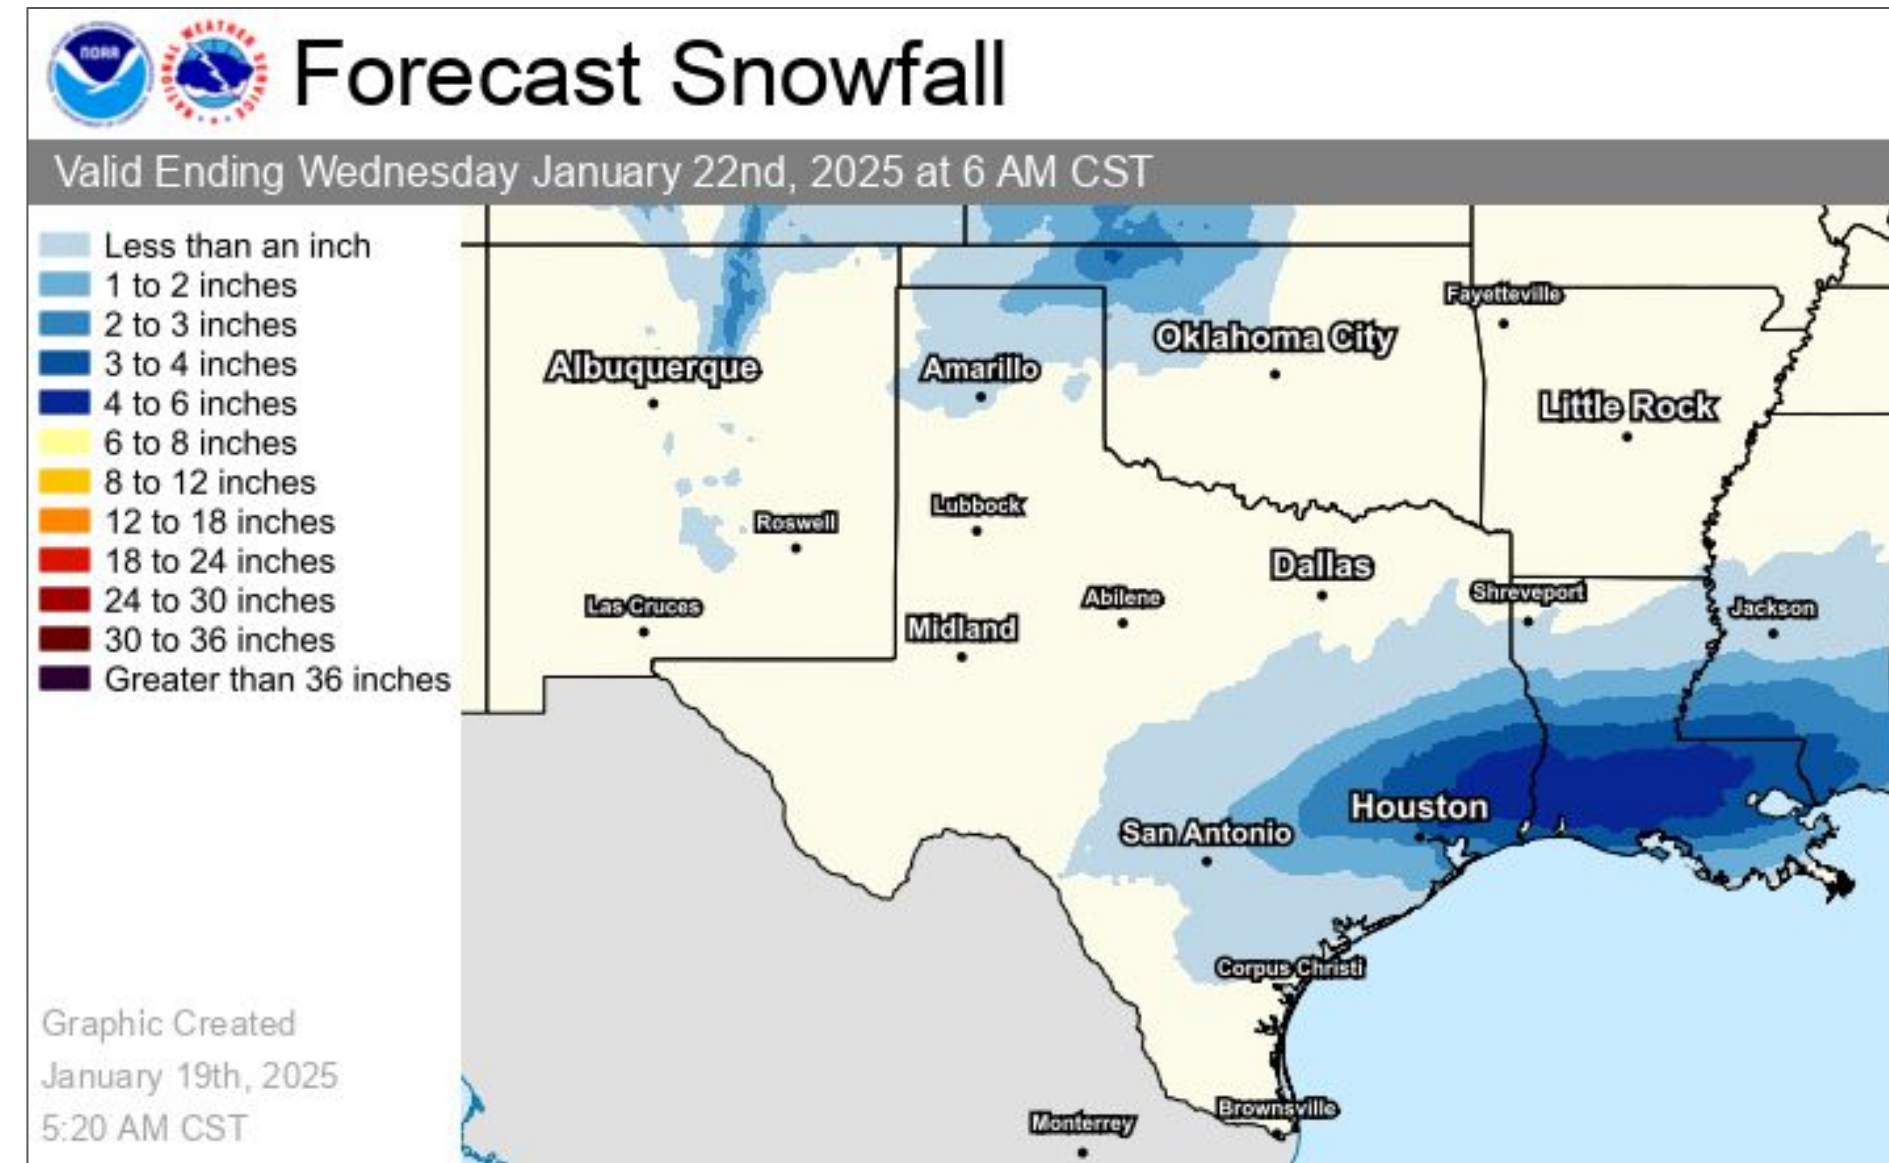 NOAA
NATIONAL WEATHER SERVICE
Forecast Snowfall
Valid Ending Wednesday January 22nd, 2025 at 6 AM CST
Less than an inch
1 to 2 inches
2 to 3 inches
3 to 4 inches
4 to 6 inches
6 to 8 inches
8 to 12 inches
12 to 18 inches
18 to 24 inches
24 to 30 inches
30 to 36 inches
Greater than 36 inches
Graphic Created
January 19th, 2025
5:20 AM CST
Fayetteville
Oklahoma City
Albuquerque
Amarillo
Little Rock
Lubbock
Roswell
Dallas
Shreveport
Abilene
Las Cruces
Jackson
Midland
Houston
San Antonio
Corpus Christi
Brownsville
Monterrey